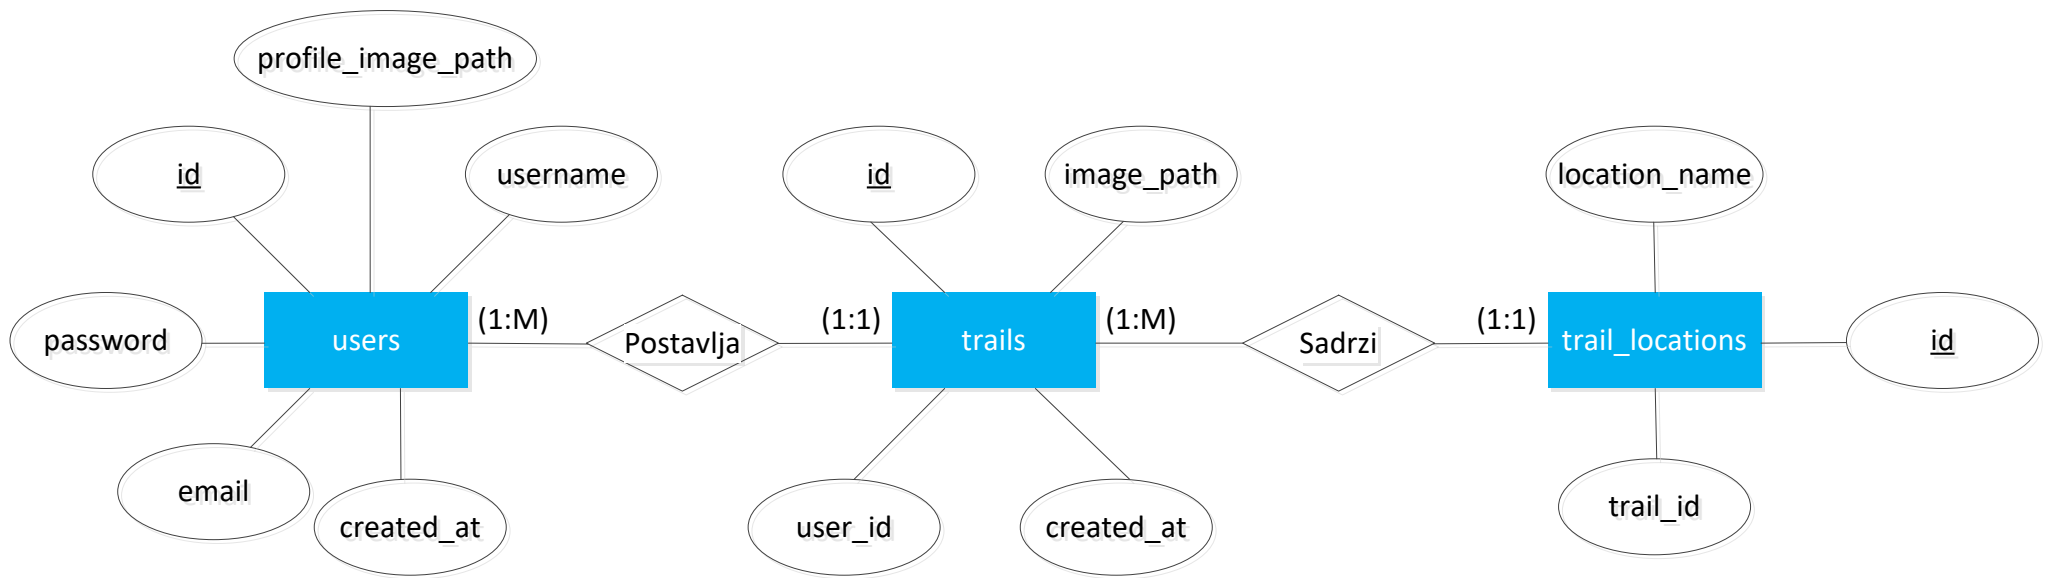 profile_image_path
id
username
id
image_path
location_name
password
users
(1:M)
Postavlja
(1:1)
trails
(1:M)
Sadrzi
(1:1)
trail_locations
id
email
created_at
user_id
created_at
trail_id